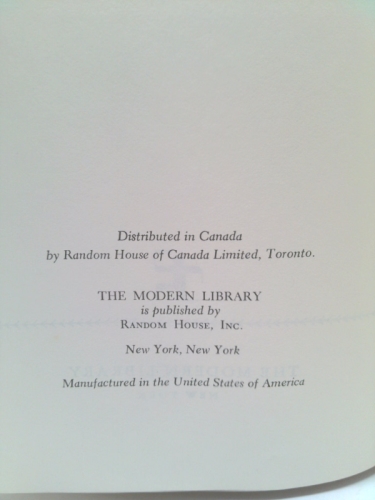 Distributed in Canada
by Random House of Canada Limited, Toronto.
THE MODERN LIBRARY
is published by
RANDOM HOUSE, INC.
New York, New York
Manufactured in the United States of America